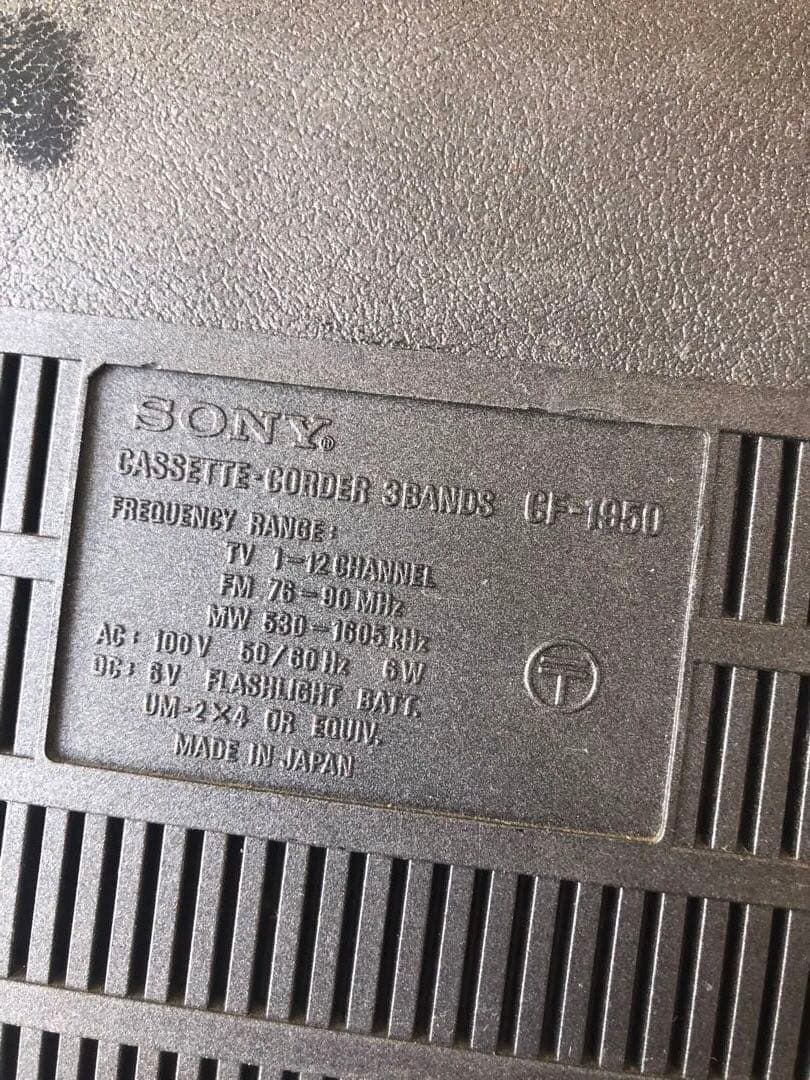 SONY®
CASSETTE-CORDER 3BANDS CF-1950
FREQUENCY RANGE:
TV 1-12 CHANNEL
FM 76-90 MHz
MW 530-1605 kHz
AC: 100V 50/60Hz 6W
DC: 6V FLASHLIGHT BATT.
UM-2×4 OR EQUIV.
MADE IN JAPAN
〒